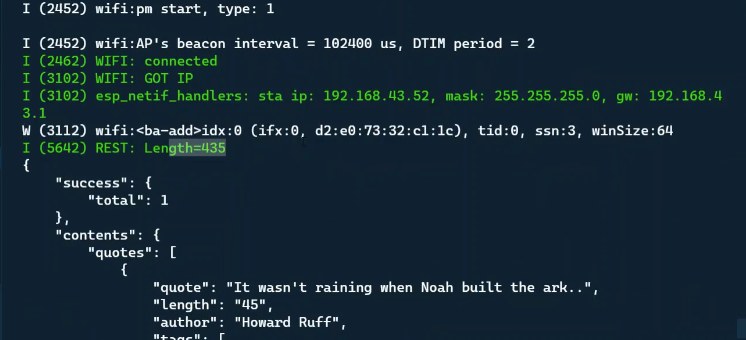 I (2452) wifi:pm start, type: 1
I (2452) wifi:AP's beacon interval = 102400 us, DTIM period = 2
I (2462) WIFI: connected
I (3102) WIFI: GOT IP
I (3102) esp_netif_handlers: sta ip: 192.168.43.52, mask: 255.255.255.0, gw: 192.168.4
3.1
W (3112) wifi:<ba-add>idx:0 (ifx:0, d2:e0:73:32:c1:1c), tid:0, ssn:3, winSize:64
I (5642) REST: Length=435
{
    "success": {
        "total": 1
    },
    "contents": {
        "quotes": [
            {
                "quote": "It wasn't raining when Noah built the ark..",
                "length": "45",
                "author": "Howard Ruff",
                "tags": [